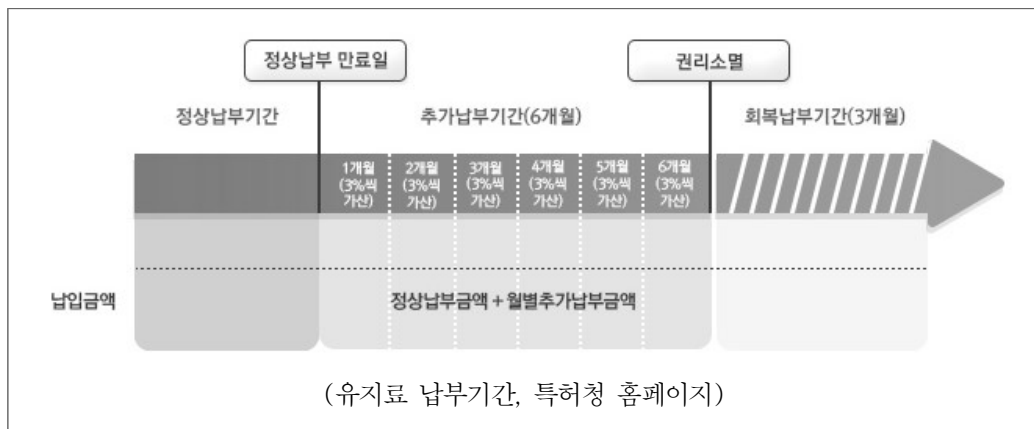 정상납부 만료일
권리소멸
정상납부기간
추가납부기간(6개월)
회복납부기간(3개월)
1개월
(3%씩
가산)
2개월
(3%씩
가산)
3개월
(3%씩
가산)
4개월
(3%씩
가산)
5개월
(3%씩
가산)
6개월
(3%씩
가산)
납입금액
정상납부금액 + 월별추가납부금액
(유지료 납부기간, 특허청 홈페이지)